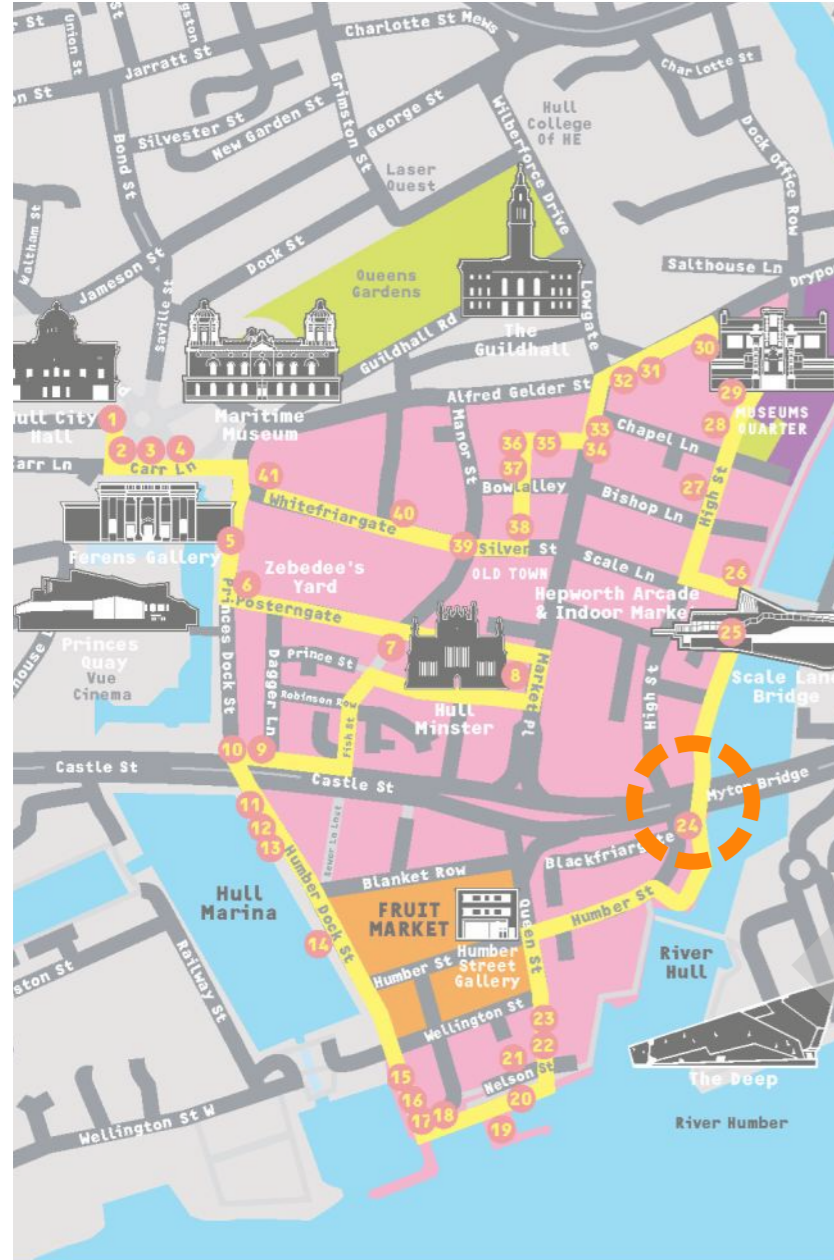 Charlotte St Mews
Union St
Jarratt St
Grimston St
Charlotte St
Hull
College
Of HE
George St
Silvester St
New Garden St
Bond St
Wilberforce Drive
Dock Office Row
Laser
Quest
Waltham St
Dock St
Queens
Gardens
Salthouse Ln
Jameson St
Saville St
Guildhall Rd
The
Guildhall
Lowgate
30
31
32
29
Alfred Gelder St
1
Maritime
Museum
Manor St
28
MUSEUMS
QUARTER
Hall
2
3
4
33
34
35
36
37
Chapel Ln
Carr Ln
Carr Ln
41
Bowlalley
27
High St
Whitefriargate
40
38
Bishop Ln
Ferens Gallery
5
39
Silver St
Scale Ln
26
Zebedee's
Yard
OLD TOWN
Hepworth Arcade
6
Posterngate
25
Princes
Quay
Vue
Cinema
Princes Dock St
Dagger Ln
Prince St
7
8
Market Pl
High St
Robinson Row
Fish St
Hull
Minster
Bridge
10
9
Castle St
Castle St
Myton Bridge
11
12
13
24
Blackfriargate
Blanket Row
Hull
Marina
Humber Dock St
FRUIT
MARKET
Queen St
Humber St
14
Humber St
Humber
Street
Gallery
River
Hull
Railway St
Wellington St
23
22
21
Nelson St
The Deep
15
16
20
17
18
19
Wellington St W
River Humber